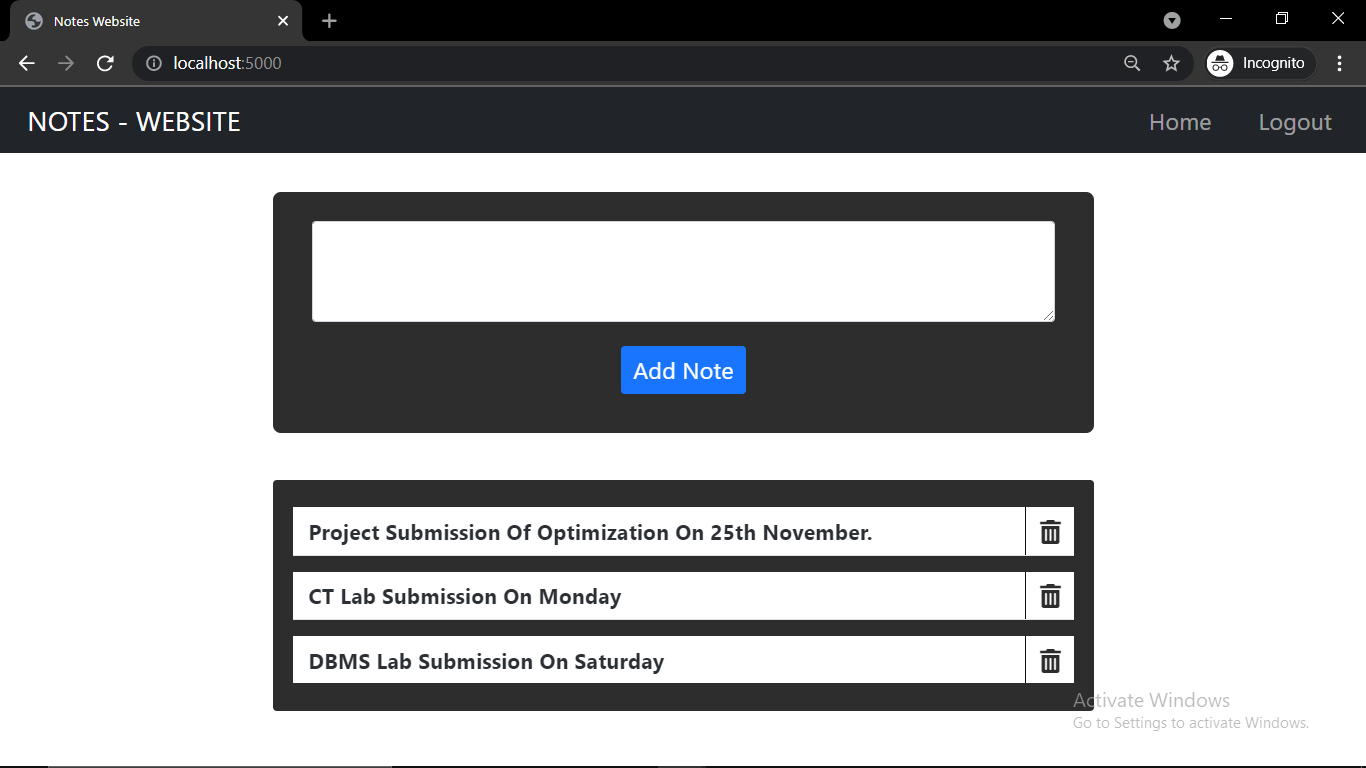 Notes Website
localhost:5000
Incognito
NOTES - WEBSITE
Home
Logout
Add Note
Project Submission Of Optimization On 25th November.
CT Lab Submission On Monday
DBMS Lab Submission On Saturday
Activate Windows
Go to Settings to activate Windows.